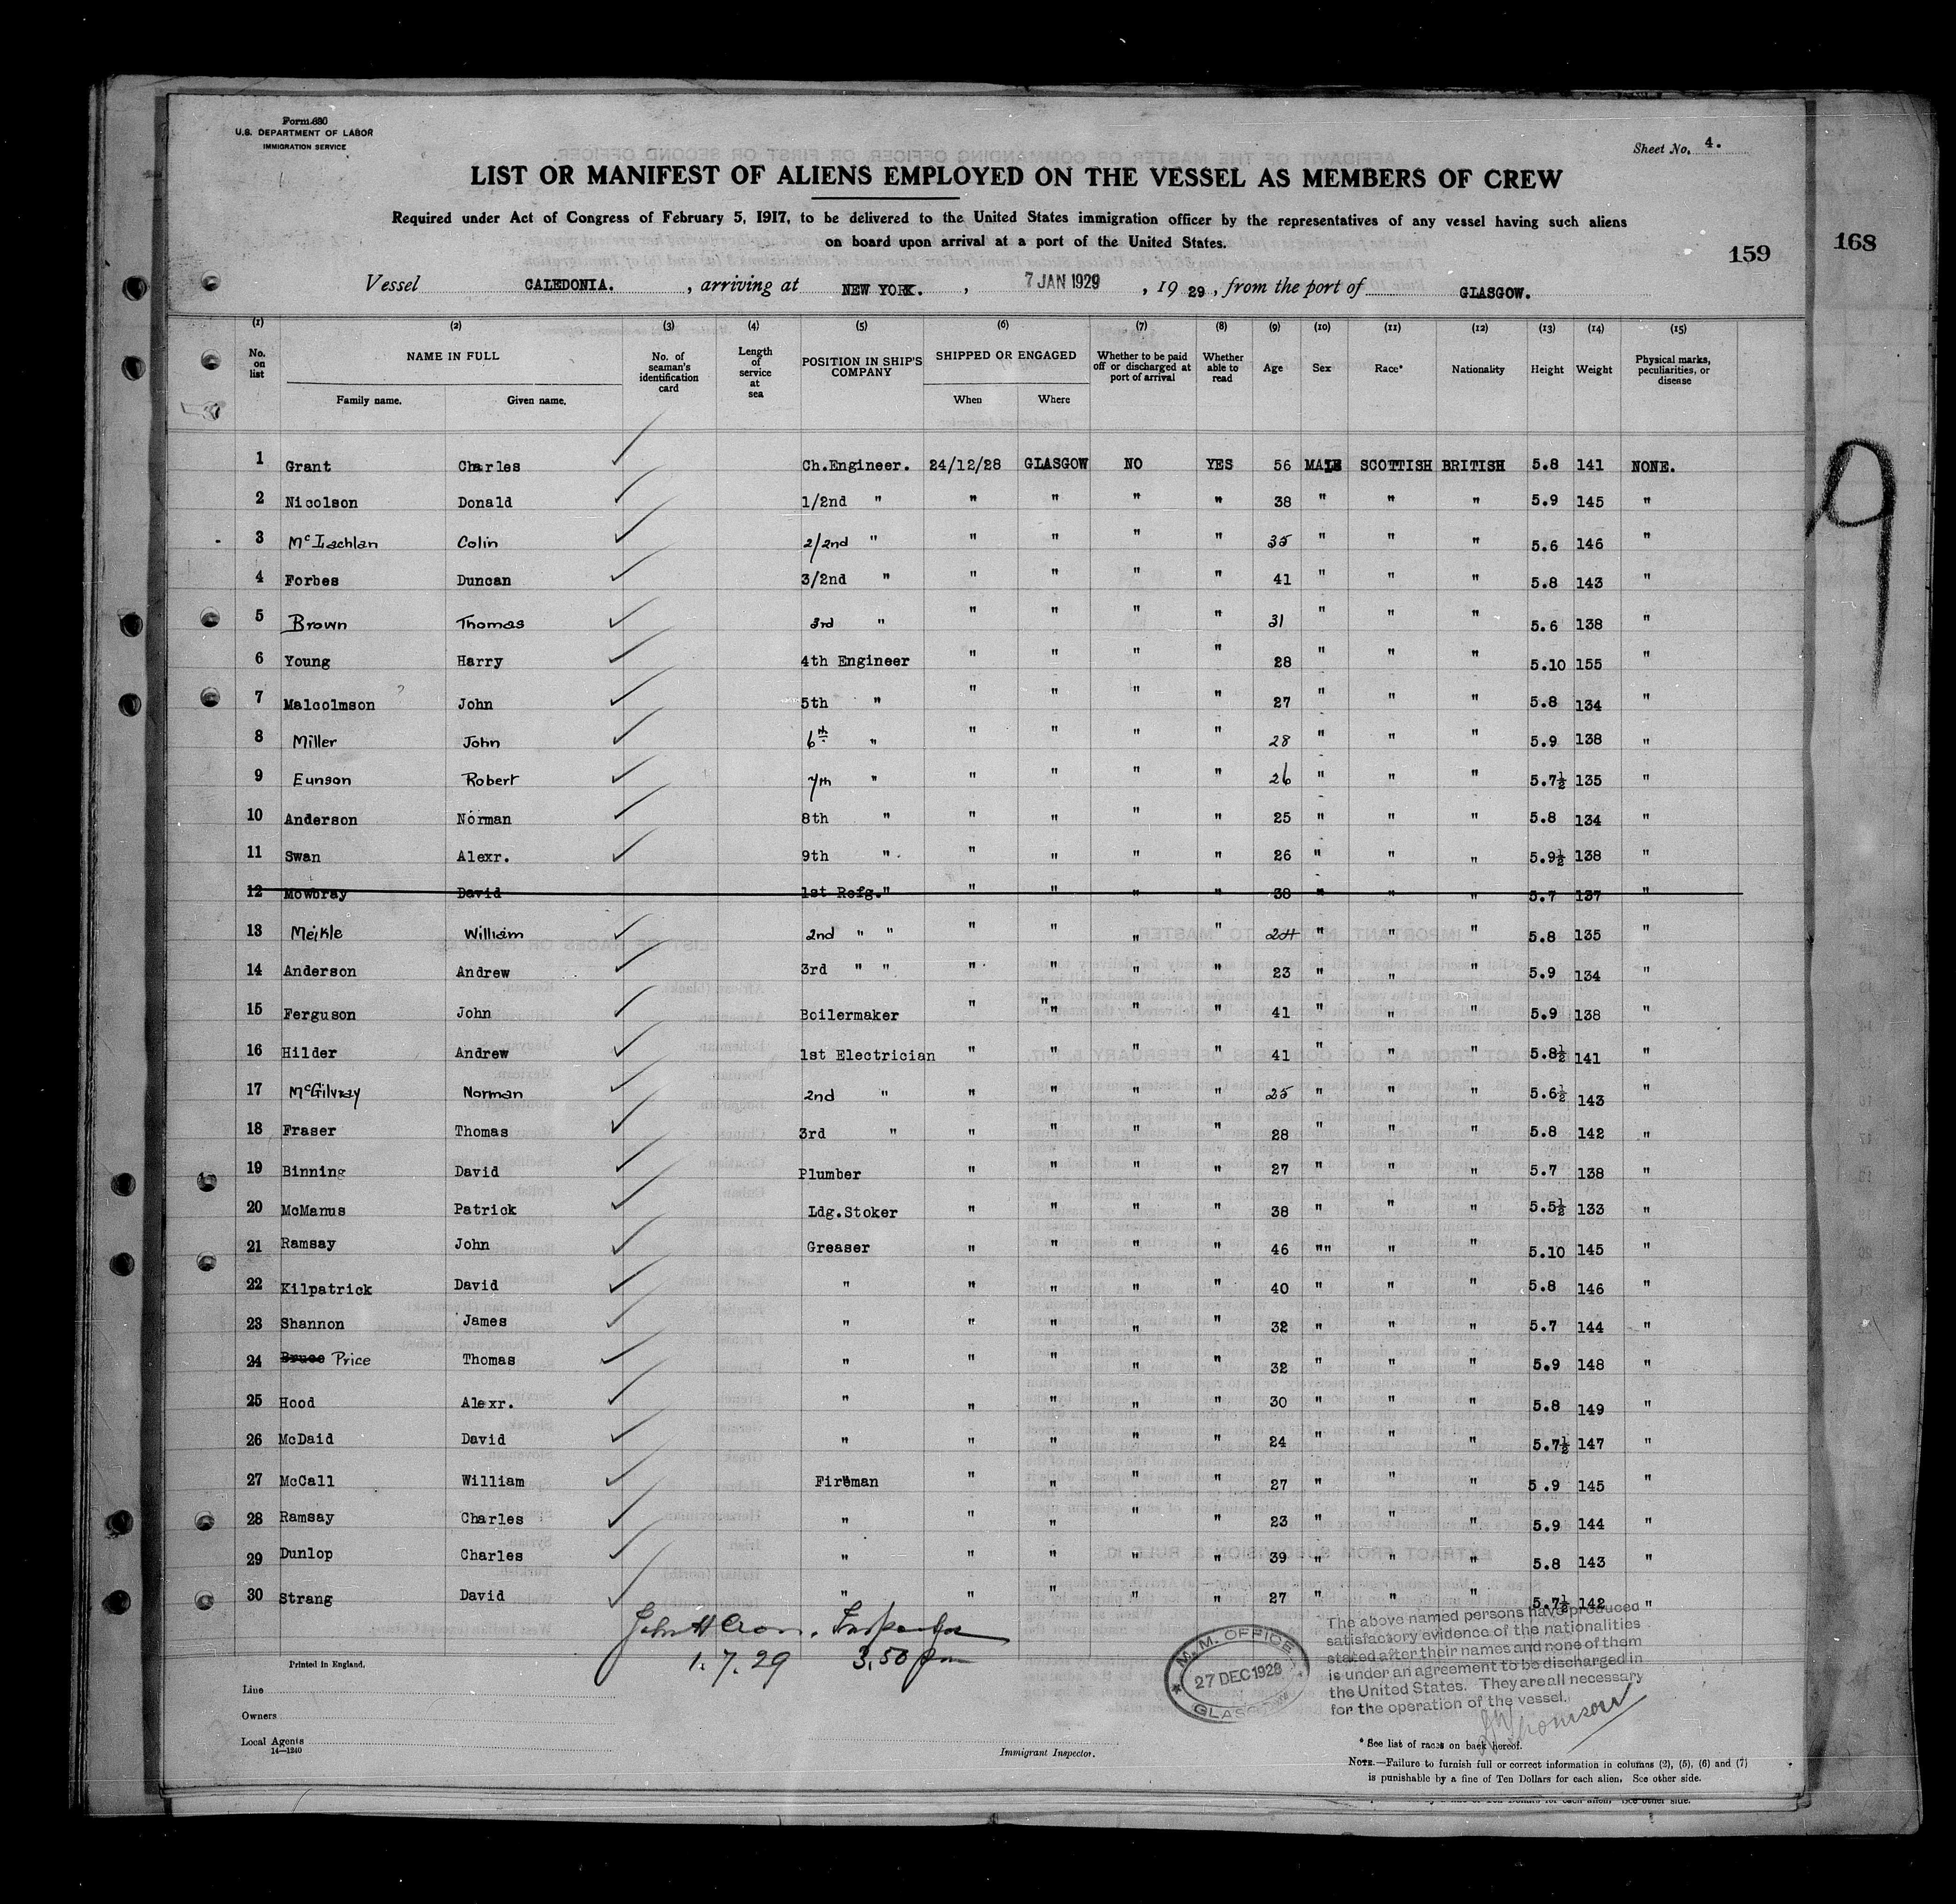 Form 680
U.S. DEPARTMENT OF LABOR
IMMIGRATION SERVICE
Sheet No. 4.
LIST OR MANIFEST OF ALIENS EMPLOYED ON THE VESSEL AS MEMBERS OF CREW
Required under Act of Congress of February 5, 1917, to be delivered to the United States immigration officer by the representatives of any vessel having such aliens
on board upon arrival at a port of the United States.
159
168
Vessel CALEDONIA. , arriving at NEW YORK. , 7 JAN 1929 , 19 29 , from the port of GLASGOW.
(1) (2) (3) (4) (5) (6) (7) (8) (9) (10) (11) (12) (13) (14) (15)
No. on list NAME IN FULL Family name. Given name. No. of seaman's identification card Length of service at sea POSITION IN SHIP'S COMPANY SHIPPED OR ENGAGED When Where Whether to be paid off or discharged at port of arrival Whether able to read Age Sex Race* Nationality Height Weight Physical marks, peculiarities, or disease
1 Grant Charles Ch.Engineer. 24/12/28 GLASGOW NO YES 56 MALE SCOTTISH BRITISH 5.8 141 NONE.
2 Nicolson Donald 1/2nd " " " " " 38 " " " 5.9 145 "
3 McLachlan Colin 2/2nd " " " " " 35 " " " 5.6 146 "
4 Forbes Duncan 3/2nd " " " " " 41 " " " 5.8 143 "
5 Brown Thomas 3rd " " " " " 31 " " " 5.6 138 "
6 Young Harry 4th Engineer " " " " 28 " " " 5.10 155 "
7 Malcolmson John 5th " " " " " 27 " " " 5.8 134 "
8 Miller John 6th " " " " " 28 " " " 5.9 138 "
9 Eunson Robert 7th " " " " " 26 " " " 5.7½ 135 "
10 Anderson Norman 8th " " " " " 25 " " " 5.8 134 "
11 Swan Alexr. 9th " " " " " 26 " " " 5.9½ 138 "
12 Mowbray David 1st Refg." " " " " 38 " " " 5.7 137 "
13 Meikle William 2nd " " " " " " 24 " " " 5.8 135 "
14 Anderson Andrew 3rd " " " " " " 23 " " " 5.9 134 "
15 Ferguson John Boilermaker " " " " 41 " " " 5.9 138 "
16 Hilder Andrew 1st Electrician " " " " 41 " " " 5.8½ 141 "
17 McGilvray Norman 2nd " " " " " 25 " " " 5.6½ 143 "
18 Fraser Thomas 3rd " " " " " 28 " " " 5.8 142 "
19 Binning David Plumber " " " " 27 " " " 5.7 138 "
20 McManus Patrick Ldg.Stoker " " " " 38 " " " 5.5½ 133 "
21 Ramsay John Greaser " " " " 46 "" " " 5.10 145 "
22 Kilpatrick David " " " " " 40 " " " 5.8 146 "
23 Shannon James " " " " " 32 " " " 5.7 144 "
24 Bruce Price Thomas " " " " " 32 " " " 5.9 148 "
25 Hood Alexr. " " " " " 30 " " " 5.8 149 "
26 McDaid David " " " " " 24 " " " 5.7½ 147 "
27 McCall William Fireman " " " " 27 " " " 5.9 145 "
28 Ramsay Charles " " " " " 23 " " " 5.9 144 "
29 Dunlop Charles " " " " " 39 " " " 5.8 143 "
30 Strang David " " " " " 27 " " " 5.7½ 142 "
John H Inspector
1.7.29 3.50 pm
M.M. OFFICE
27 DEC 1928
GLASGOW
The above named persons have produced
satisfactory evidence of the nationalities
stated after their names and none of them
is under an agreement to be discharged in
the United States. They are all necessary
for the operation of the vessel.
Thomson
Printed in England.
Line
Owners
Local Agents
14—1240
Immigrant Inspector.
* See list of races on back hereof.
NOTE.—Failure to furnish full or correct information in columns (2), (5), (6) and (7)
is punishable by a fine of Ten Dollars for each alien. See other side.
9